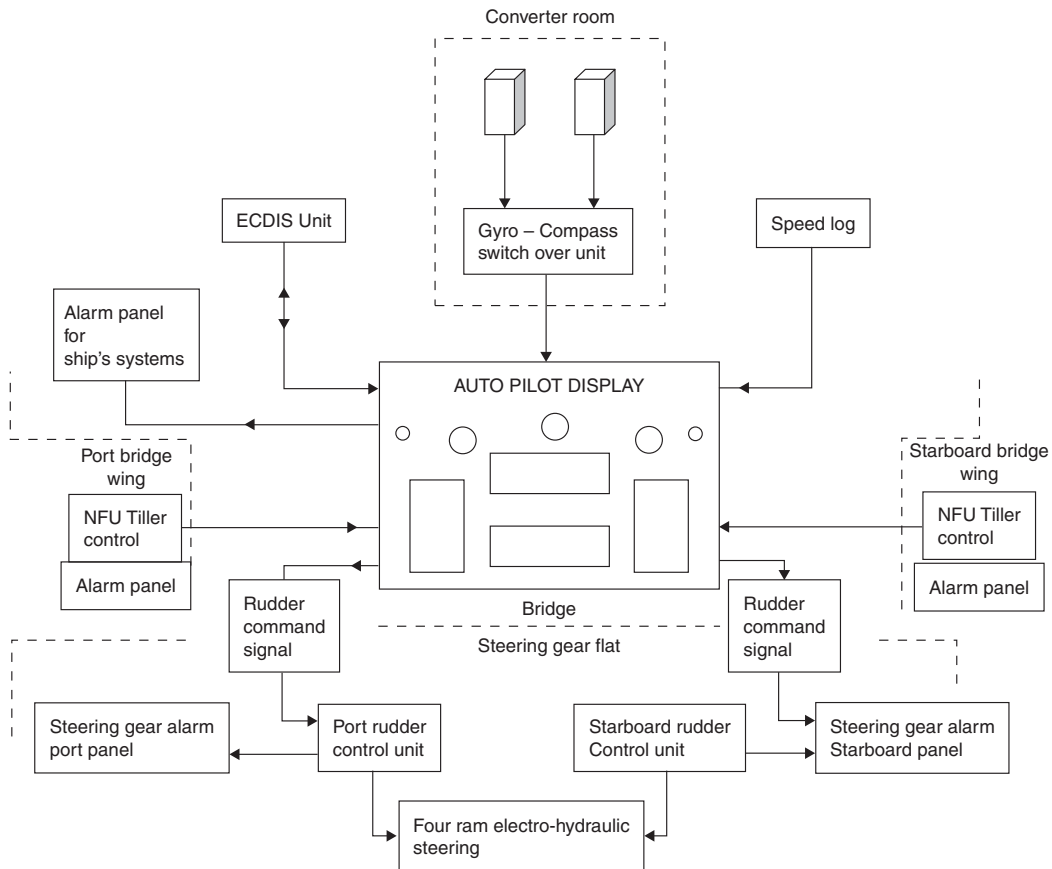 Converter room
ECDIS Unit
Gyro – Compass
switch over unit
Speed log
Alarm panel
for
ship's systems
AUTO PILOT DISPLAY
Port bridge
wing
Starboard bridge
wing
NFU Tiller
control
NFU Tiller
control
Alarm panel
Alarm panel
Rudder
command
signal
Bridge
Steering gear flat
Rudder
command
signal
Steering gear alarm
port panel
Port rudder
control unit
Starboard rudder
Control unit
Steering gear alarm
Starboard panel
Four ram electro-hydraulic
steering